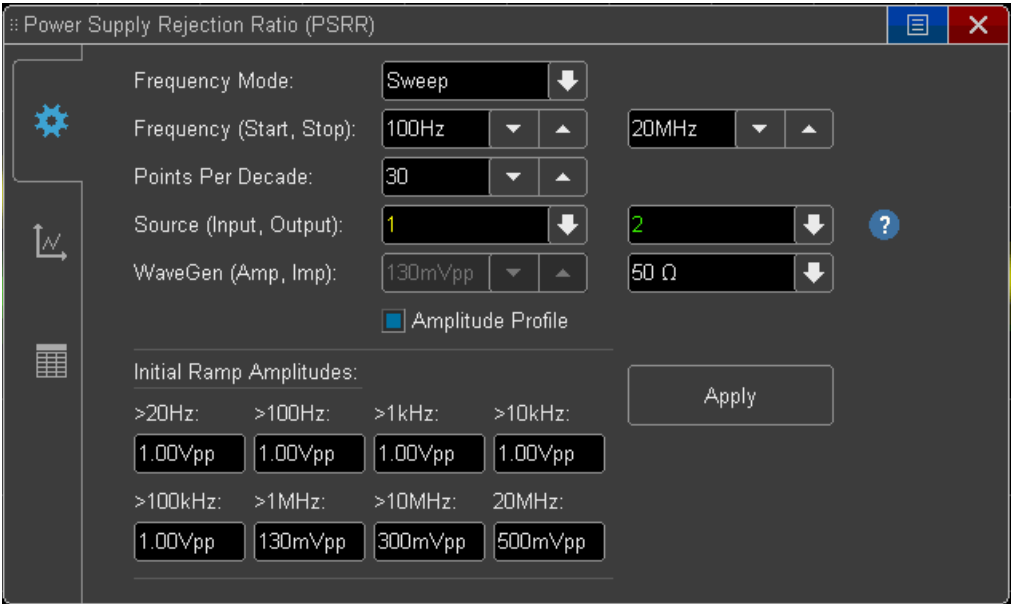 Power Supply Rejection Ratio (PSRR)
Frequency Mode: Sweep
Frequency (Start, Stop): 100Hz 20MHz
Points Per Decade: 30
Source (Input, Output): 1 2 ?
WaveGen (Amp, Imp): 130mVpp 50 Ω
Amplitude Profile
Initial Ramp Amplitudes:
Apply
>20Hz: >100Hz: >1kHz: >10kHz:
1.00Vpp 1.00Vpp 1.00Vpp 1.00Vpp
>100kHz: >1MHz: >10MHz: 20MHz:
1.00Vpp 130mVpp 300mVpp 500mVpp